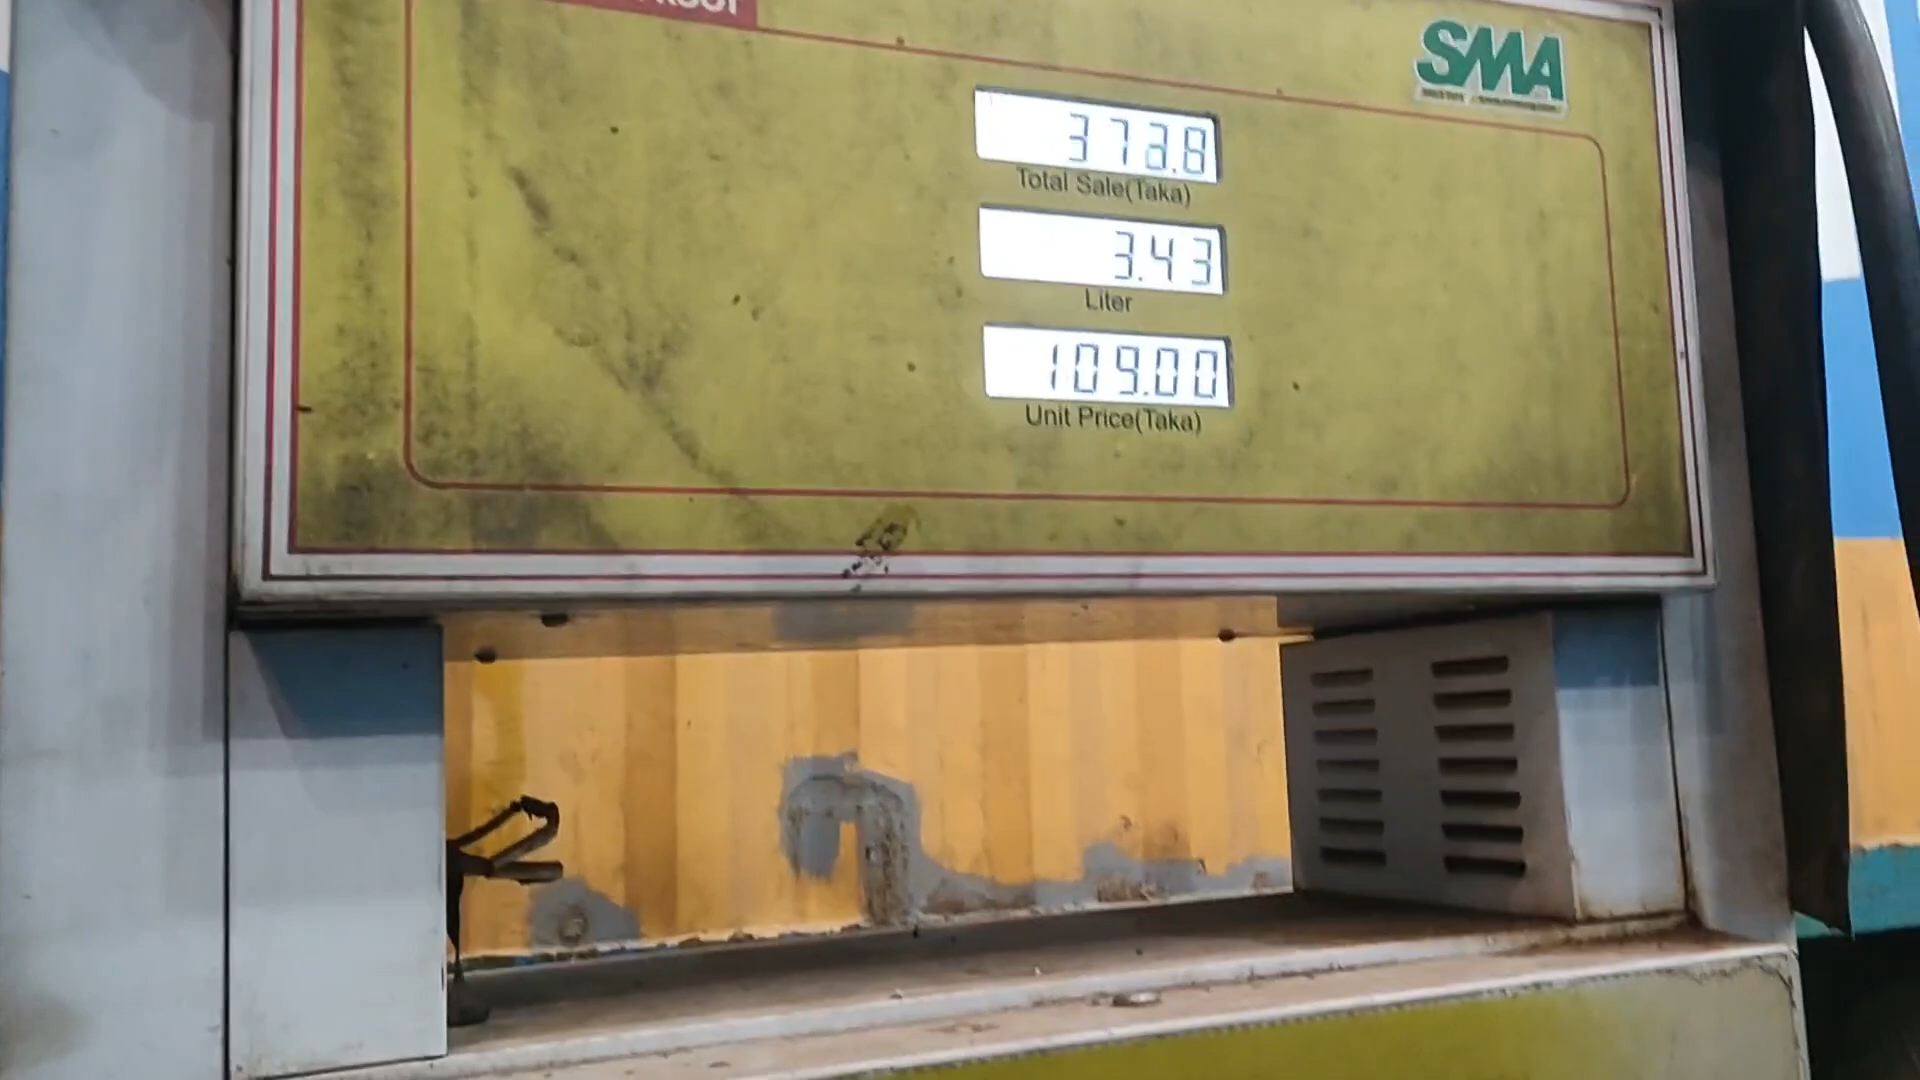 SMA
373.8
Total Sale(Taka)
3.43
Liter
109.00
Unit Price(Taka)